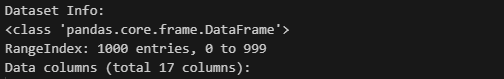 Dataset Info:
<class 'pandas.core.frame.DataFrame'>
RangeIndex: 1000 entries, 0 to 999
Data columns (total 17 columns):